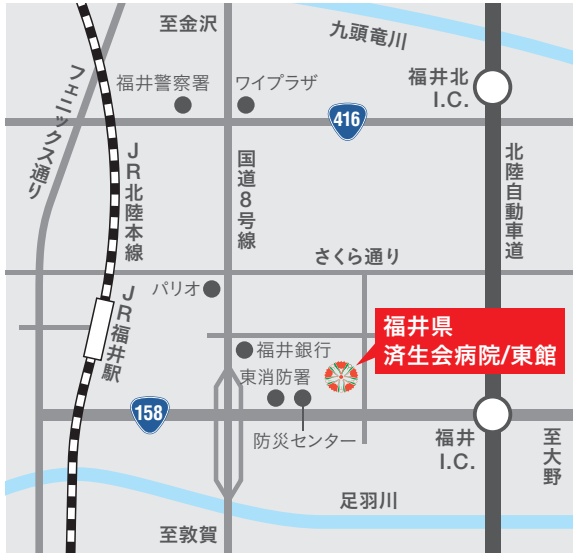 至金沢
九頭竜川
福井警察署
ワイプラザ
福井北
I.C.
416
フェニックス通り
JR北陸本線
国道8号線
北陸自動車道
さくら通り
パリオ
JR福井駅
福井県
済生会病院/東館
福井銀行
東消防署
158
防災センター
福井
I.C.
至大野
足羽川
至敦賀